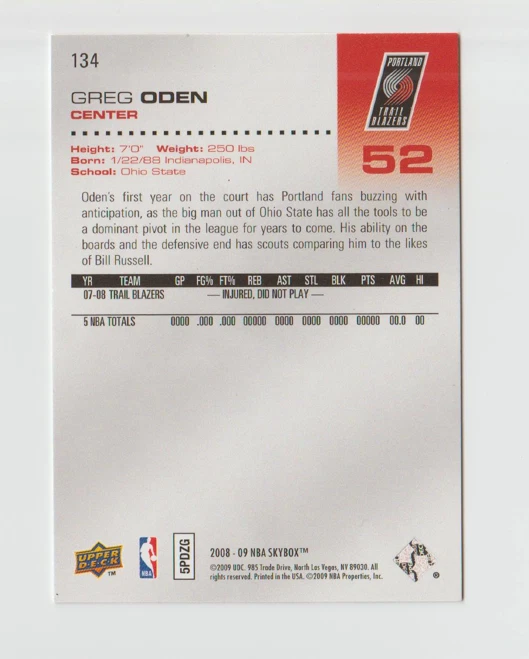 134
PORTLAND
TRAIL
BLAZERS
GREG ODEN
CENTER
52
Height: 7'0" Weight: 250 lbs
Born: 1/22/88 Indianapolis, IN
School: Ohio State
Oden's first year on the court has Portland fans buzzing with
anticipation, as the big man out of Ohio State has all the tools to be
a dominant pivot in the league for years to come. His ability on the
boards and the defensive end has scouts comparing him to the likes
of Bill Russell.
YR TEAM GP FG% FT% REB AST STL BLK PTS AVG HI
07-08 TRAIL BLAZERS — INJURED, DID NOT PLAY —
5 NBA TOTALS 0000 .000 .000 00000 0000 0000 0000 00000 00.0 00
UPPER
DECK
TM
NBA
5PDZG
2008 - 09 NBA SKYBOX™
©2009 UDC. 985 Trade Drive, North Las Vegas, NV 89030. All
rights reserved. Printed in the USA. ©2009 NBA Properties, Inc.
®